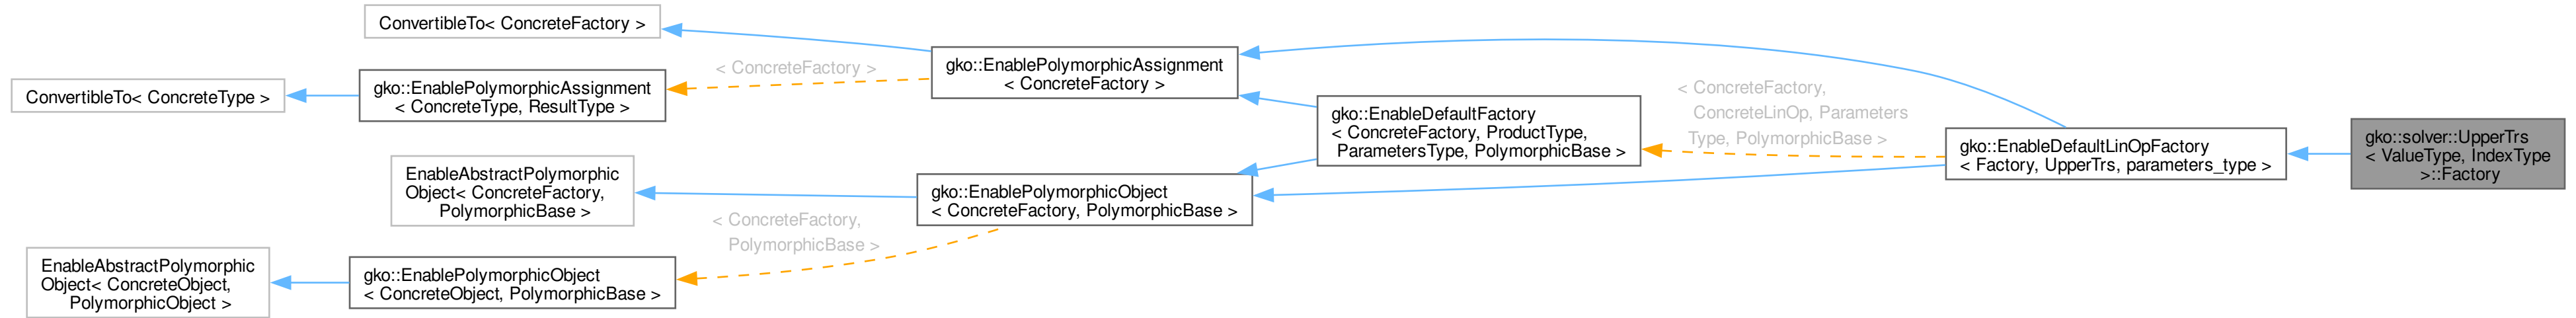 ConvertibleTo< ConcreteFactory >
ConvertibleTo< ConcreteType >
gko::EnablePolymorphicAssignment
< ConcreteType, ResultType >
< ConcreteFactory >
gko::EnablePolymorphicAssignment
< ConcreteFactory >
EnableAbstractPolymorphic
Object< ConcreteFactory,
PolymorphicBase >
EnableAbstractPolymorphic
Object< ConcreteObject,
PolymorphicObject >
gko::EnablePolymorphicObject
< ConcreteObject, PolymorphicBase >
< ConcreteFactory,
PolymorphicBase >
gko::EnablePolymorphicObject
< ConcreteFactory, PolymorphicBase >
gko::EnableDefaultFactory
< ConcreteFactory, ProductType,
ParametersType, PolymorphicBase >
< ConcreteFactory,
ConcreteLinOp, Parameters
Type, PolymorphicBase >
gko::EnableDefaultLinOpFactory
< Factory, UpperTrs, parameters_type >
gko::solver::UpperTrs
< ValueType, IndexType
>::Factory